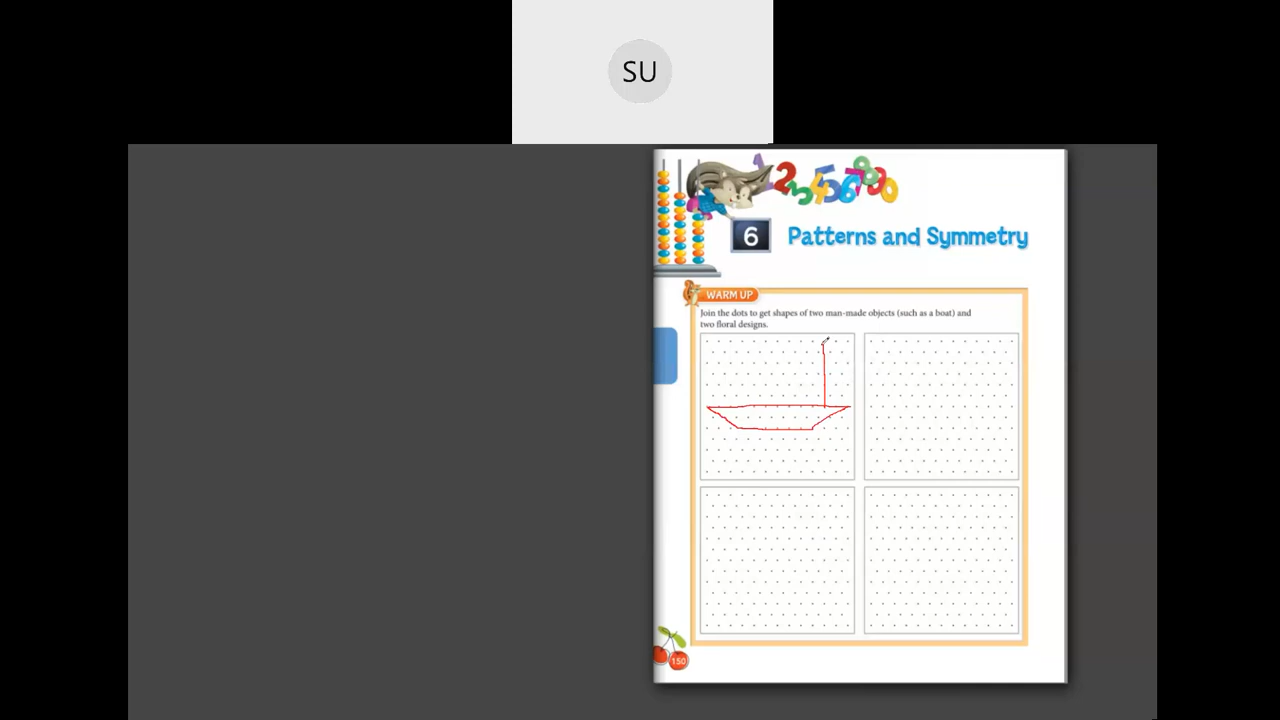 SU
1234567890
6 Patterns and Symmetry
WARM UP
Join the dots to get shapes of two man-made objects (such as a boat) and
two floral designs.
150